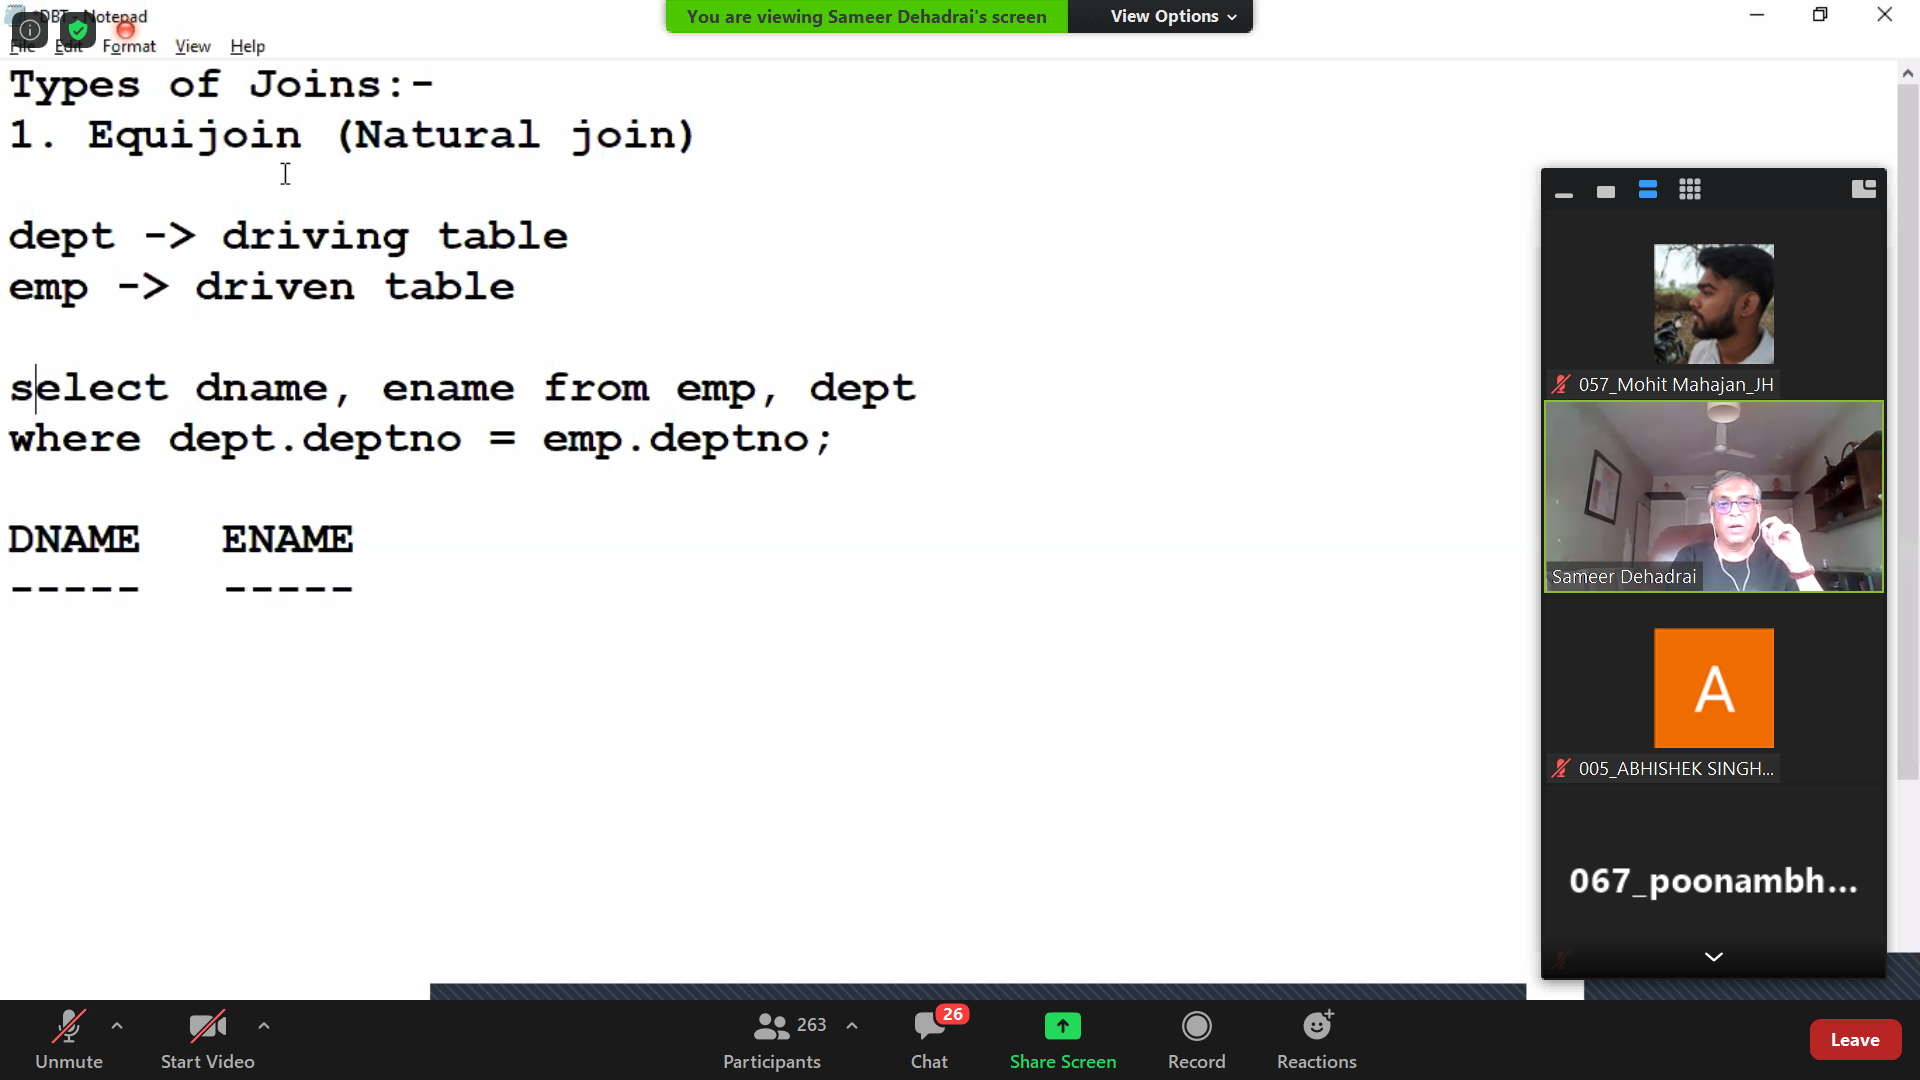 *DBT - Notepad
You are viewing Sameer Dehadrai's screen
View Options
File Edit Format View Help
Types of Joins:-
1. Equijoin (Natural join)
dept -> driving table
emp -> driven table
select dname, ename from emp, dept
where dept.deptno = emp.deptno;
DNAME ENAME
----- -----
057_Mohit Mahajan_JH
Sameer Dehadrai
A
005_ABHISHEK SINGH...
067_poonambh...
263
26
Unmute
Start Video
Participants
Chat
Share Screen
Record
Reactions
Leave